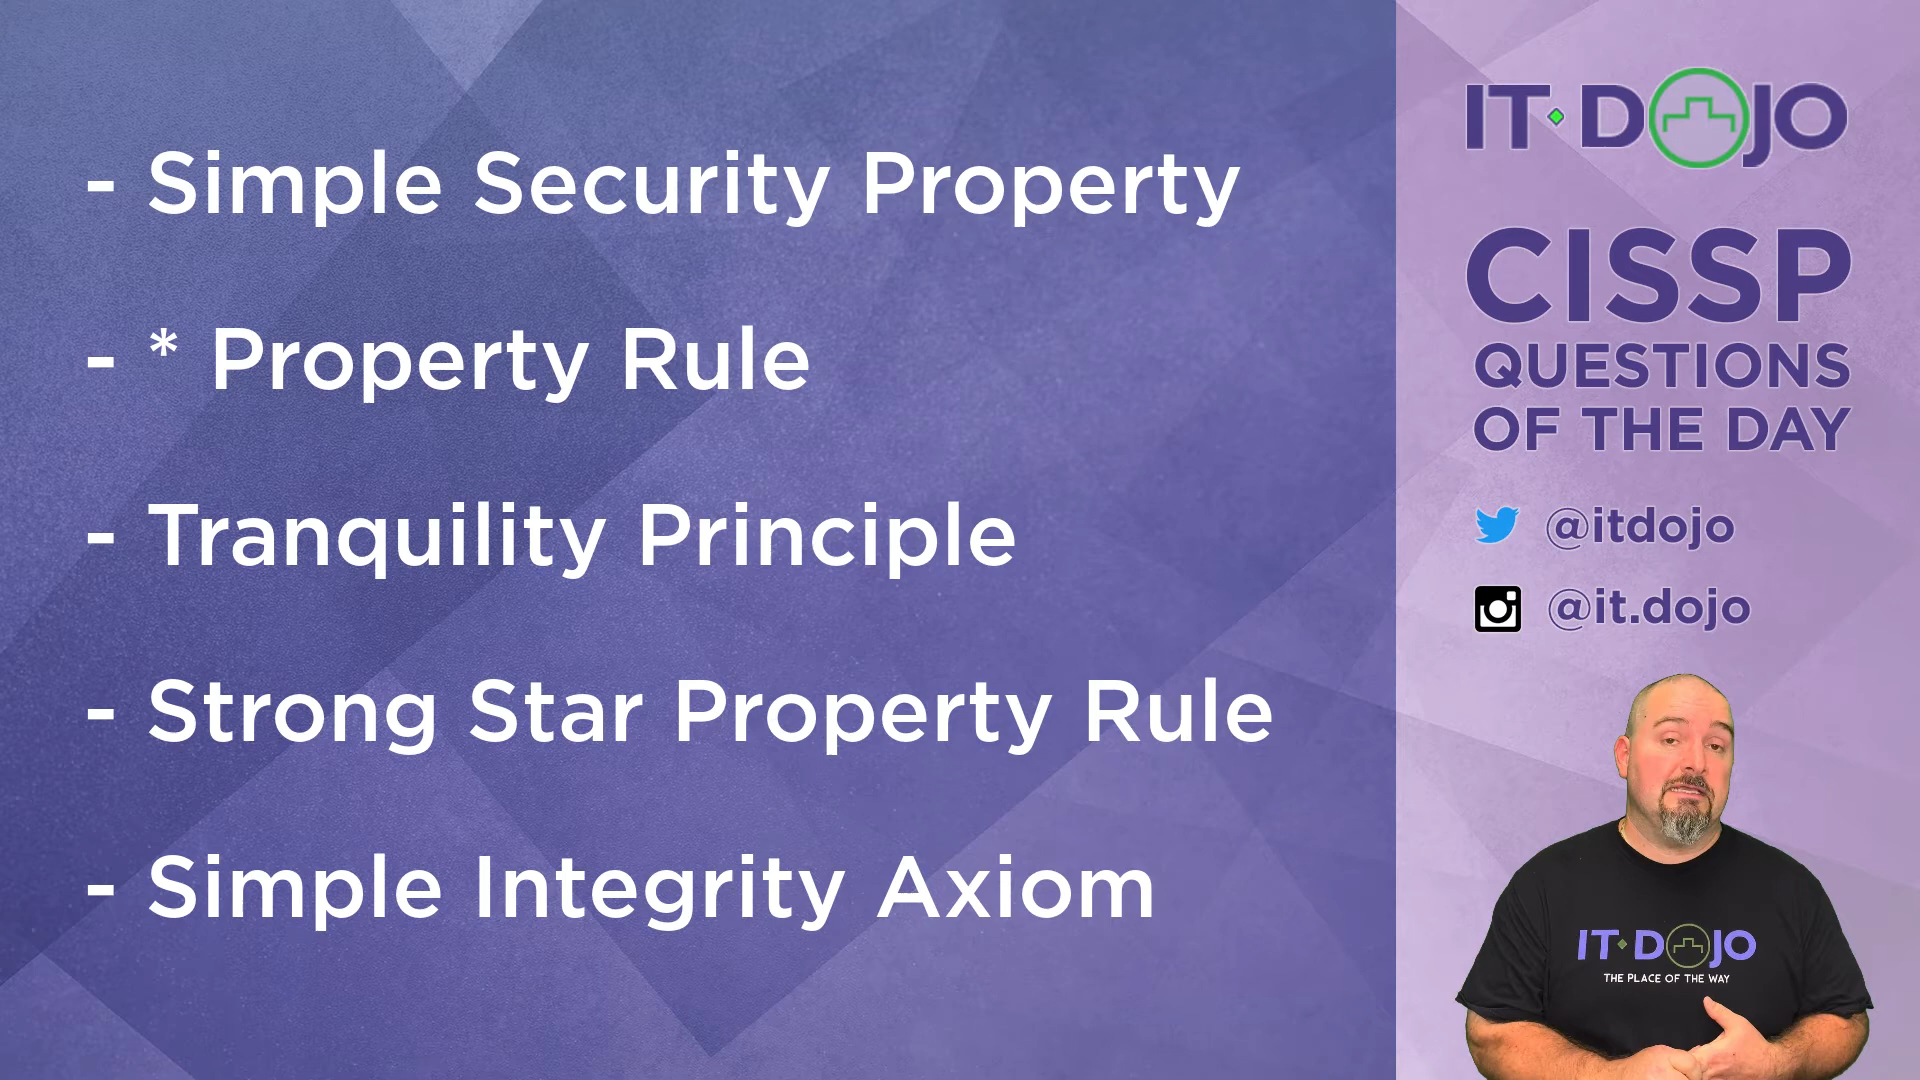 - Simple Security Property
- * Property Rule
- Tranquility Principle
- Strong Star Property Rule
- Simple Integrity Axiom
IT DOJO
CISSP
QUESTIONS
OF THE DAY
@itdojo
@it.dojo
IT DOJO
THE PLACE OF THE WAY